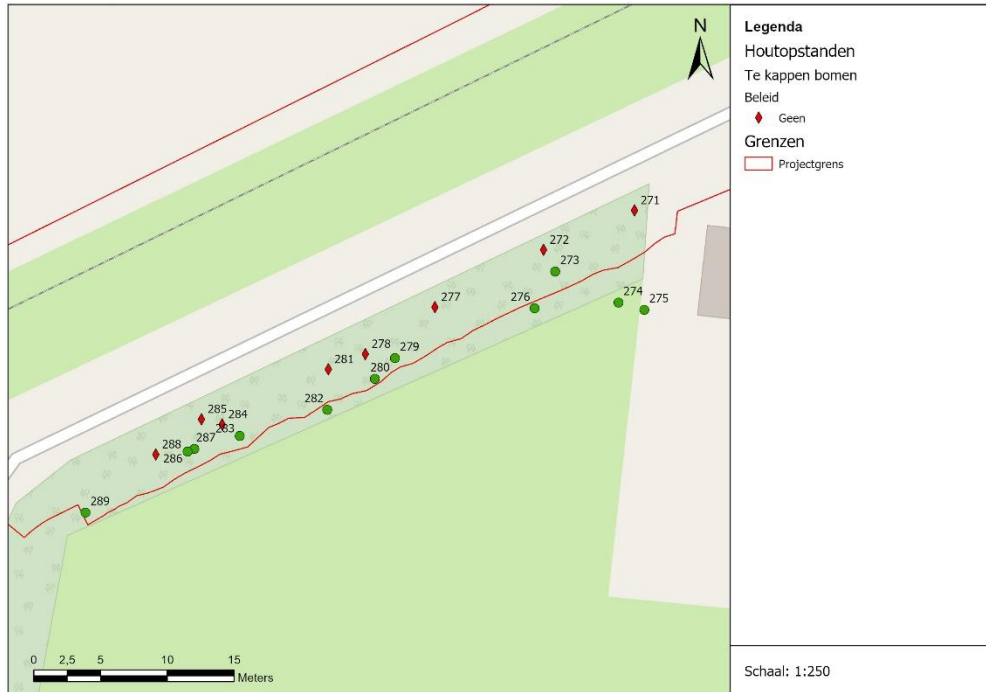 N
271
272
273
274
275
276
277
278
279
280
281
282
285
284
283
288
287
286
289
0 2,5 5 10 15
Meters
Legenda
Houtopstanden
Te kappen bomen
Beleid
Geen
Grenzen
Projectgrens
Schaal: 1:250